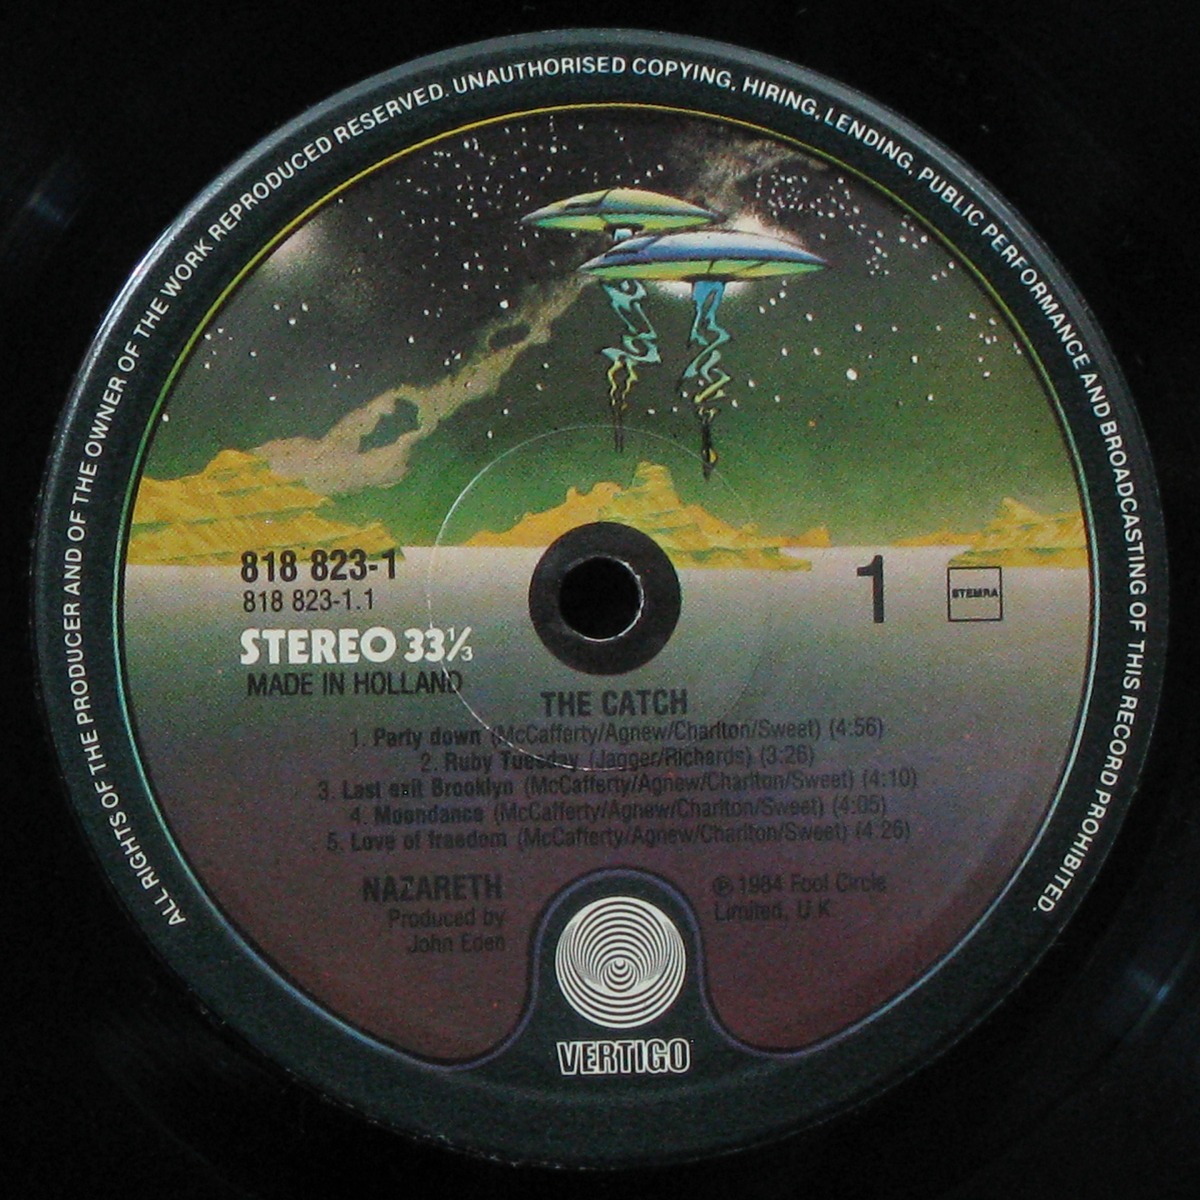 ALL RIGHTS OF THE PRODUCER AND OF THE OWNER OF THE WORK REPRODUCED RESERVED. UNAUTHORISED COPYING, HIRING, LENDING, PUBLIC PERFORMANCE AND BROADCASTING OF THIS RECORD PROHIBITED.
818 823-1
818 823-1.1
STEREO 33⅓
MADE IN HOLLAND
1
STEMRA
THE CATCH
1. Party down (McCafferty/Agnew/Charlton/Sweet) (4:56)
2. Ruby Tuesday (Jagger/Richards) (3:26)
3. Last exit Brooklyn (McCafferty/Agnew/Charlton/Sweet) (4:10)
4. Moondance (McCafferty/Agnew/Charlton/Sweet) (4:05)
5. Love of freedom (McCafferty/Agnew/Charlton/Sweet) (4:26)
NAZARETH
Produced by
John Eden
℗ 1984 Fool Circle
Limited, U K
VERTIGO